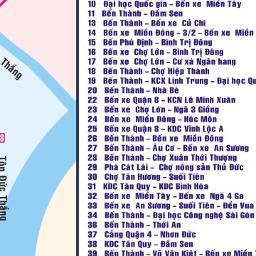 10 Đại học Quốc gia – Bến xe Miền Tây
11 Bến Thành – Đầm Sen
13 Bến Thành – Bến xe Củ Chi
14 Bến xe Miền Đông – 3/2 – Bến xe Miền
15 Bến Phú Định – Bình Trị Đông
16 Bến xe Chợ Lớn – Bình Trị Đông
17 Bến xe Chợ Lớn – Cư xá Ngân hàng
18 Bến Thành – Chợ Hiệp Thành
19 Bến Thành – KCX Linh Trung – Đại học Qu
20 Bến Thành – Nhà Bè
22 Bến xe Quận 8 – KCN Lê Minh Xuân
23 Bến xe Chợ Lớn – Ngã 3 Giồng
24 Bến xe Miền Đông – Hóc Môn
25 Bến xe Quận 8 – KDC Vĩnh Lộc A
26 Bến Thành – Bến xe Miền Đông
27 Bến Thành – Âu Cơ – Bến xe An Sương
28 Bến Thành – Chợ Xuân Thới Thượng
29 Phà Cát Lái – Chợ nông sản Thủ Đức
30 Chợ Tân Hương – Suối Tiên
31 KDC Tân Quy – KDC Bình Hòa
32 Bến xe Miền Tây – Bến xe Ngã 4 Ga
33 Bến xe An Sương – Suối Tiên – Đền Vua
34 Bến Thành – Đại học Công nghệ Sài Gòn
36 Bến Thành – Thới An
37 Cảng Quận 4 – Nhơn Đức
38 KDC Tân Quy – Đầm Sen
39 Bến Thành – Võ Văn Kiệt – Bến xe Miền T
Thắng
Tôn Đức Thắng